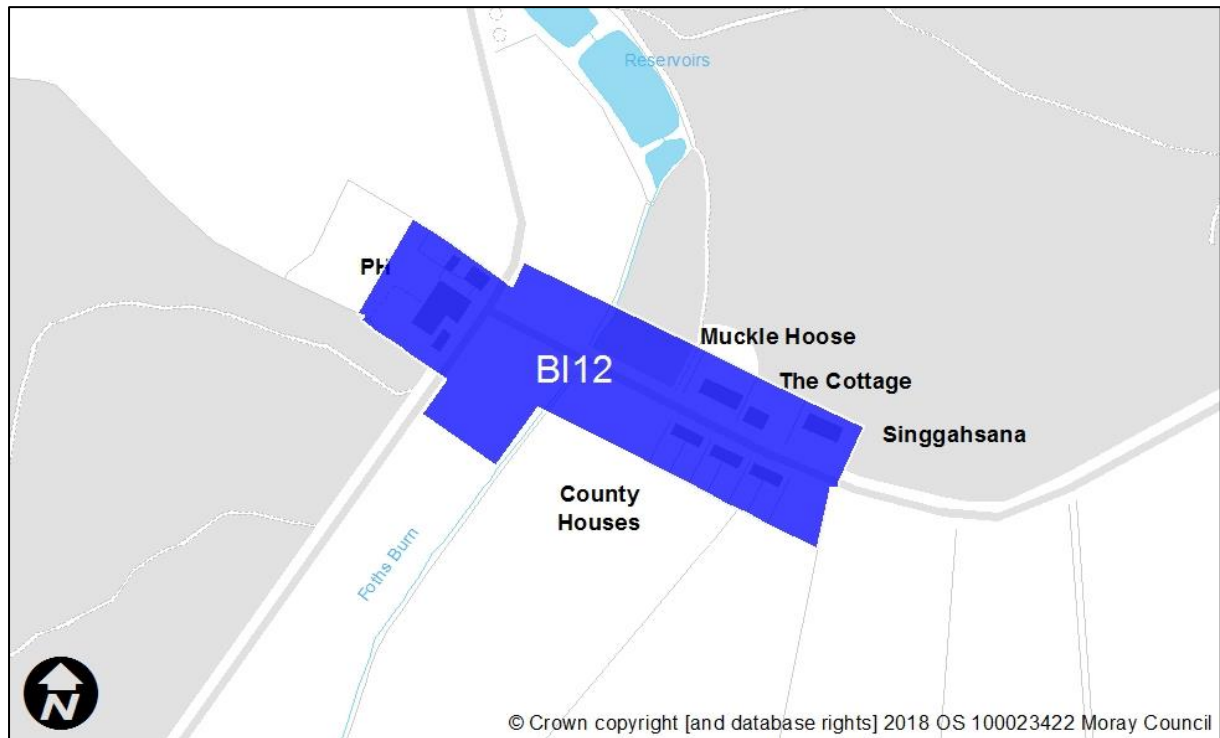 Reservoirs
PH
Muckle Hoose
BI12
The Cottage
Singgahsana
County
Houses
Foths Burn
N
© Crown copyright [and database rights] 2018 OS 100023422 Moray Council